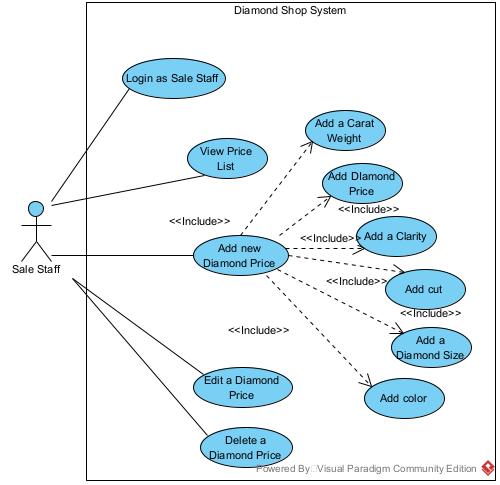 Diamond Shop System
Login as Sale Staff
Add a Carat
Weight
View Price
List
Add DIamond
Price
<<Include>>
<<Include>>
Sale Staff
Add new
Diamond Price
<<Include>>
Add a Clarity
<<Include>>
Add cut
<<Include>>
<<Include>>
Add a
Diamond Size
Edit a Diamond
Price
Add color
Delete a
Diamond Price
Powered By Visual Paradigm Community Edition